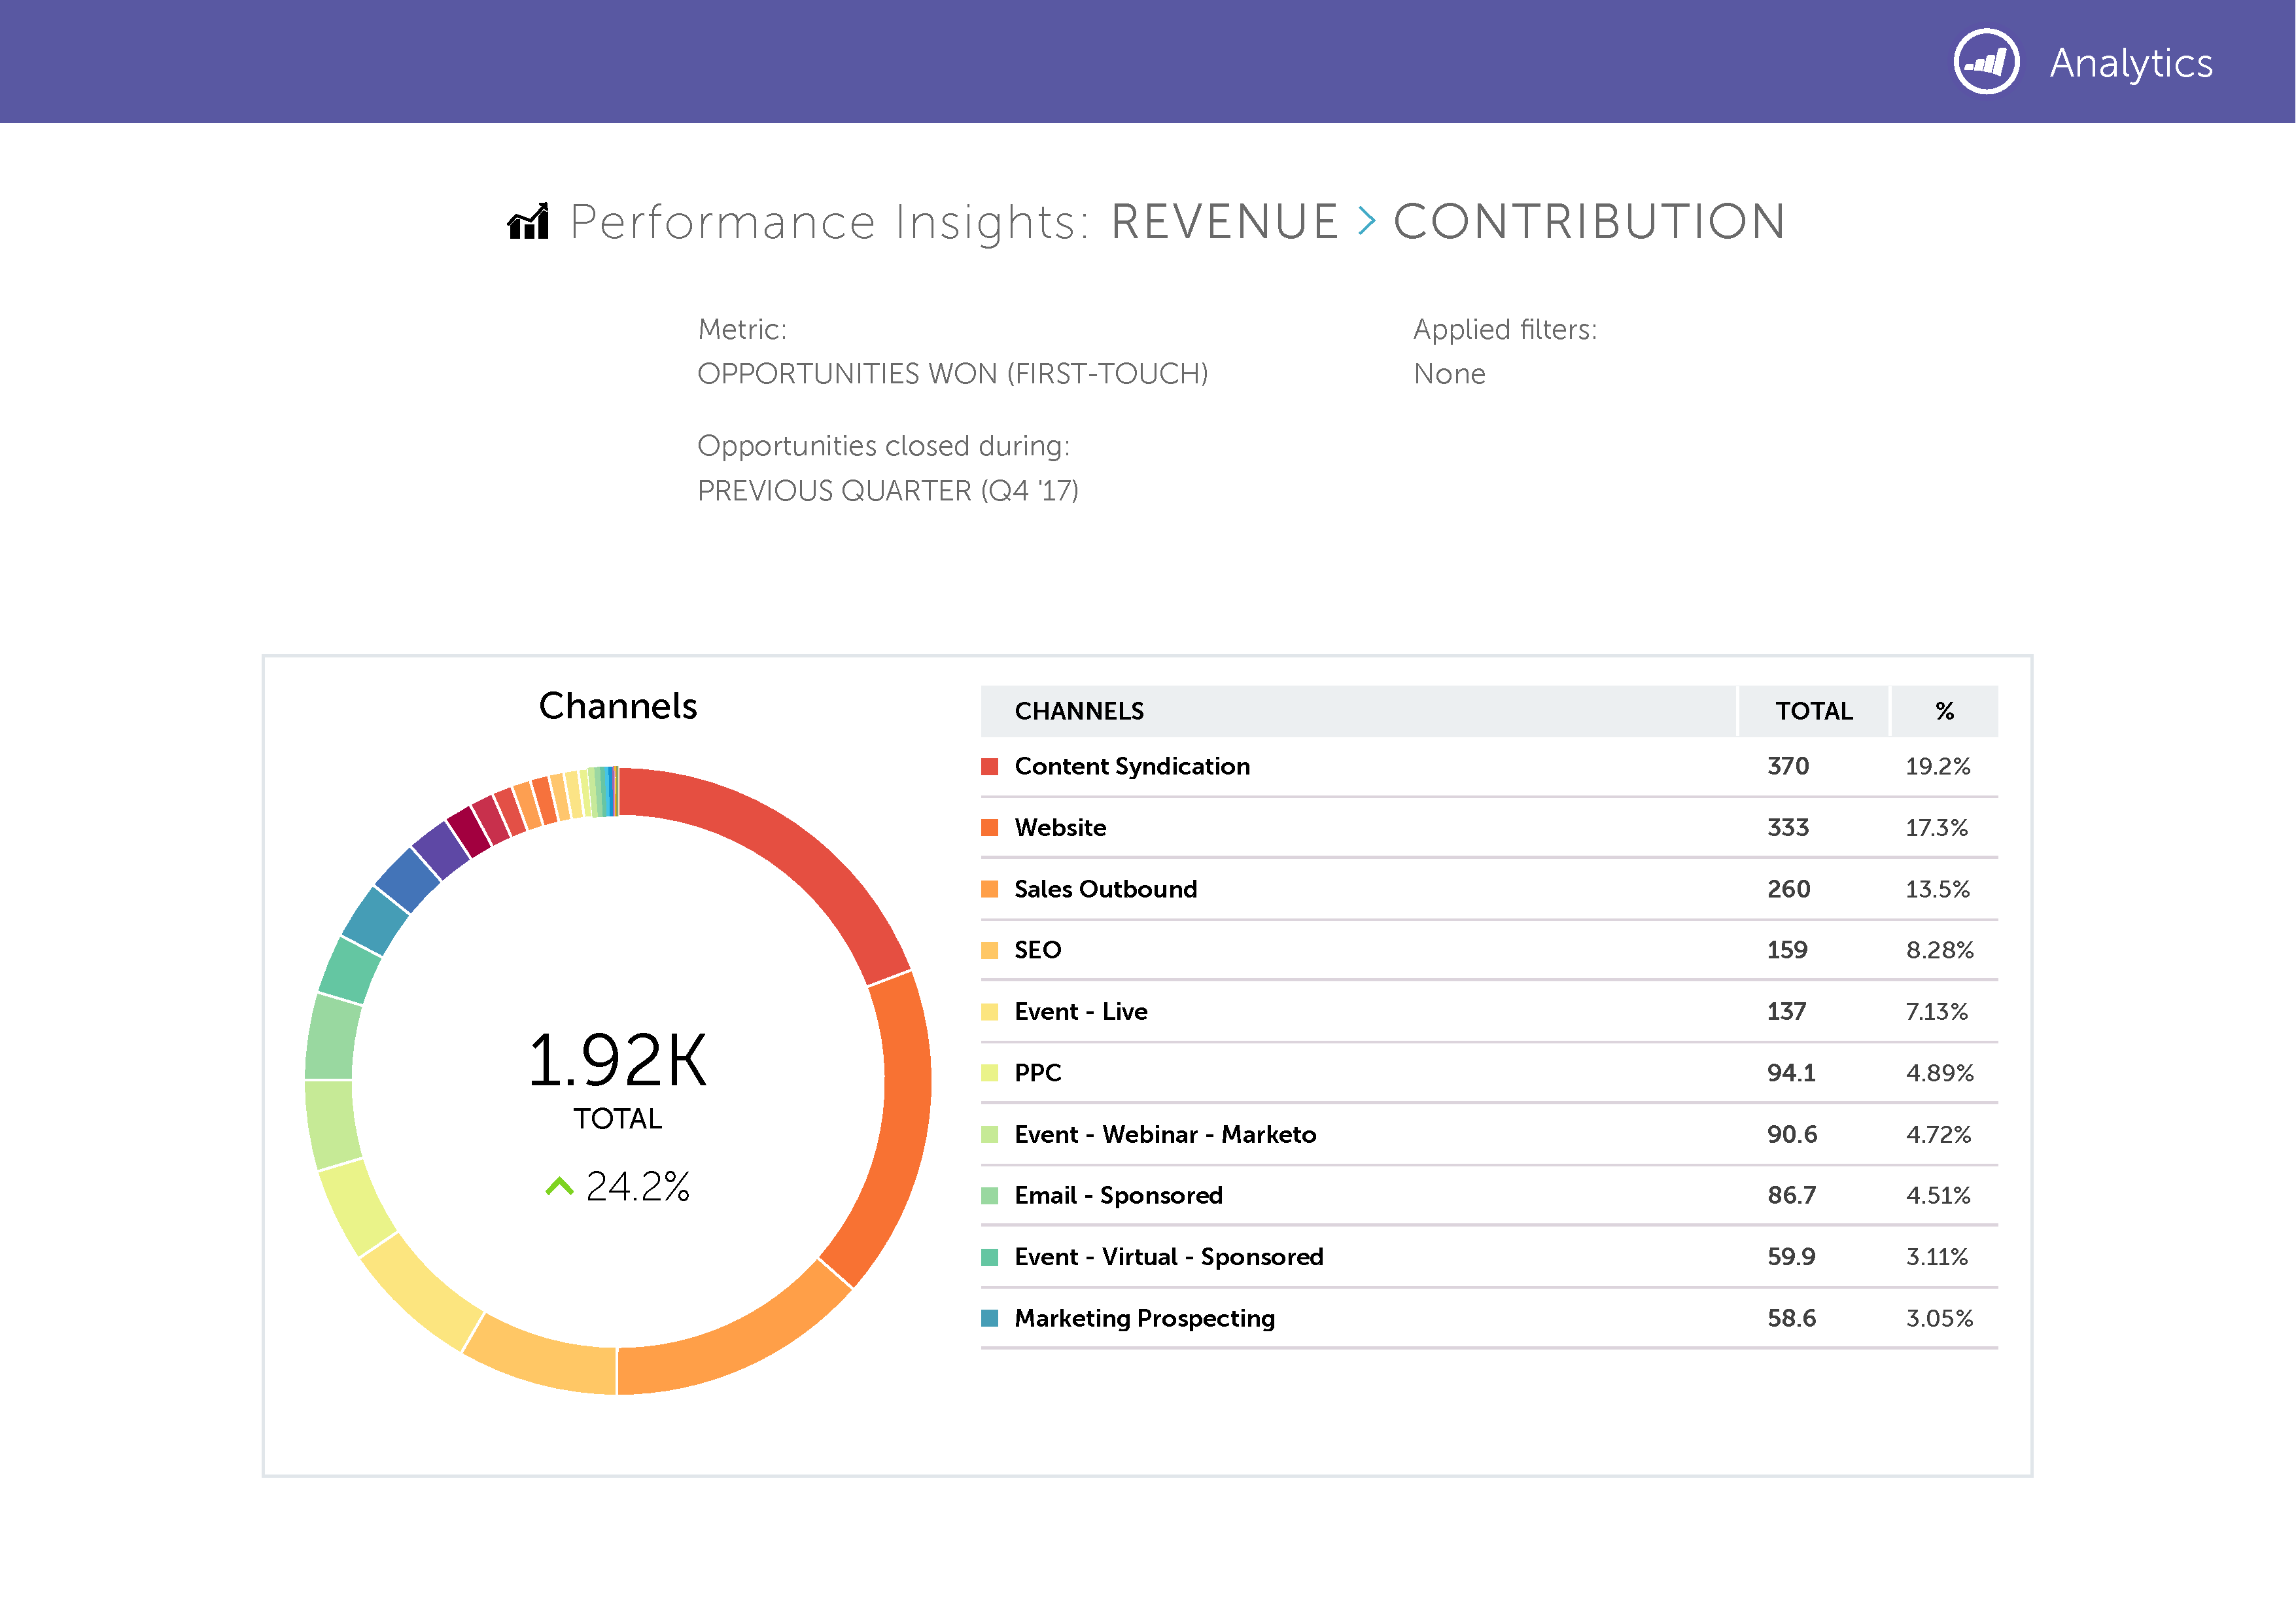 Analytics
Performance Insights: REVENUE > CONTRIBUTION
Metric:
OPPORTUNITIES WON (FIRST-TOUCH)
Applied filters:
None
Opportunities closed during:
PREVIOUS QUARTER (Q4 '17)
Channels
1.92K
TOTAL
24.2%
CHANNELS TOTAL %
Content Syndication 370 19.2%
Website 333 17.3%
Sales Outbound 260 13.5%
SEO 159 8.28%
Event - Live 137 7.13%
PPC 94.1 4.89%
Event - Webinar - Marketo 90.6 4.72%
Email - Sponsored 86.7 4.51%
Event - Virtual - Sponsored 59.9 3.11%
Marketing Prospecting 58.6 3.05%